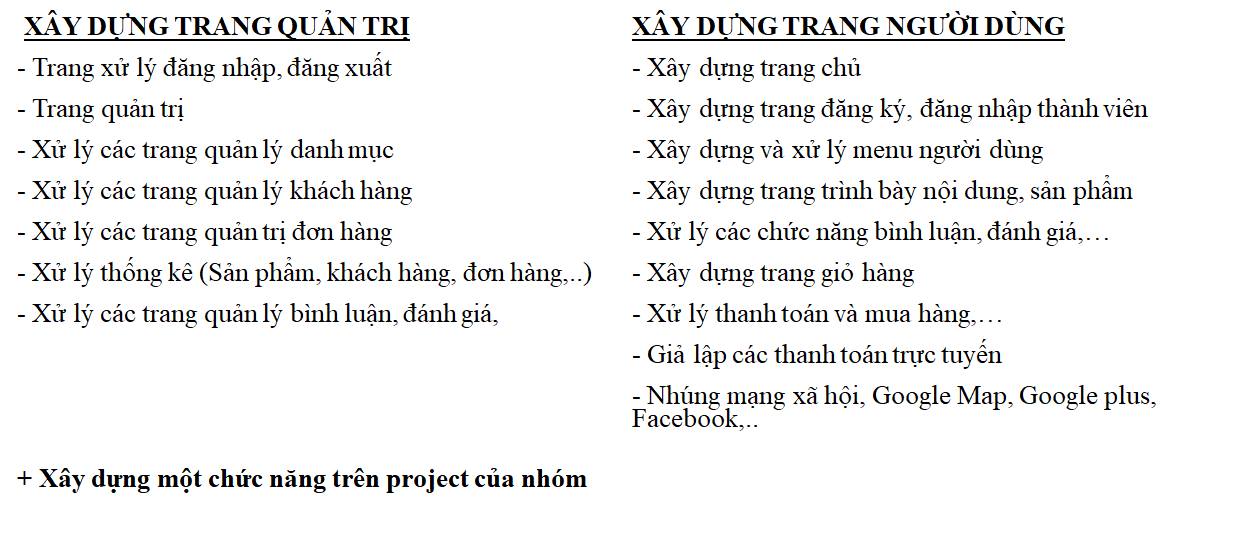 XÂY DỰNG TRANG QUẢN TRỊ
- Trang xử lý đăng nhập, đăng xuất
- Trang quản trị
- Xử lý các trang quản lý danh mục
- Xử lý các trang quản lý khách hàng
- Xử lý các trang quản trị đơn hàng
- Xử lý thống kê (Sản phẩm, khách hàng, đơn hàng,..)
- Xử lý các trang quản lý bình luận, đánh giá,
XÂY DỰNG TRANG NGƯỜI DÙNG
- Xây dựng trang chủ
- Xây dựng trang đăng ký, đăng nhập thành viên
- Xây dựng và xử lý menu người dùng
- Xây dựng trang trình bày nội dung, sản phẩm
- Xử lý các chức năng bình luận, đánh giá,…
- Xây dựng trang giỏ hàng
- Xử lý thanh toán và mua hàng,…
- Giả lập các thanh toán trực tuyến
- Nhúng mạng xã hội, Google Map, Google plus,
Facebook,..
+ Xây dựng một chức năng trên project của nhóm